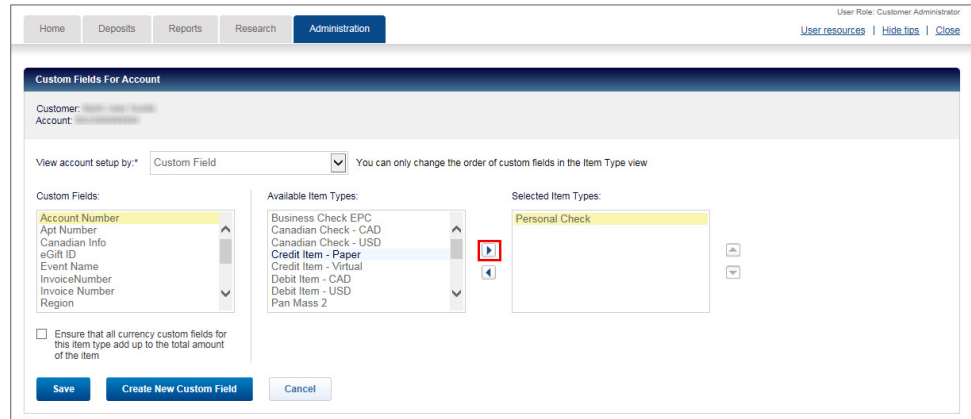 User Role: Customer Administrator
Home Deposits Reports Research Administration
User resources | Hide tips | Close
Custom Fields For Account
Customer:
Account:
View account setup by:* Custom Field You can only change the order of custom fields in the Item Type view
Custom Fields: Available Item Types: Selected Item Types:
Account Number Business Check EPC Personal Check
Apt Number Canadian Check - CAD
Canadian Info Canadian Check - USD
eGift ID Credit Item - Paper
Event Name Credit Item - Virtual
InvoiceNumber Debit Item - CAD
Invoice Number Debit Item - USD
Region Pan Mass 2
Ensure that all currency custom fields for
this item type add up to the total amount
of the item
Save Create New Custom Field Cancel